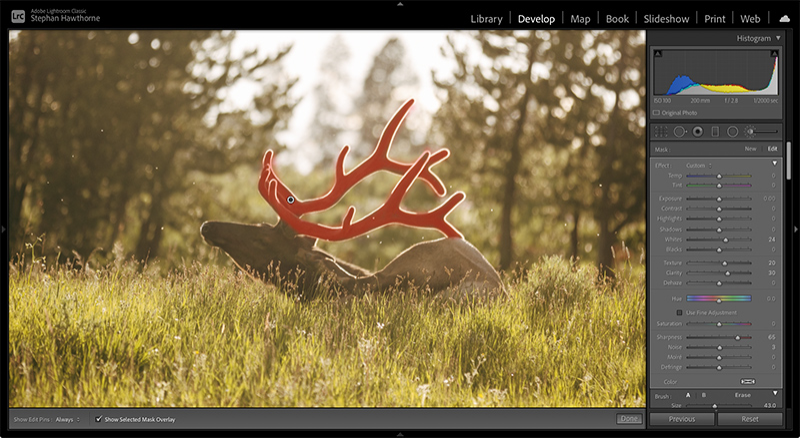 LrC
Adobe Lightroom Classic
Stephan Hawthorne
Library | Develop | Map | Book | Slideshow | Print | Web
Histogram
ISO 100 200 mm f / 2.8 1/2000 sec
Original Photo
Mask : New Edit
Effect : Custom
Temp 0
Tint 0
Exposure 0.00
Contrast 0
Highlights 0
Shadows 0
Whites 24
Blacks 0
Texture 20
Clarity 30
Dehaze 0
Hue 0.0
Use Fine Adjustment
Saturation 0
Sharpness 65
Noise
Moiré 0
Defringe 0
Color
Brush A B Erase
Size 43.0
Show Edit Pins : Always
Show Selected Mask Overlay
Done
Previous
Reset